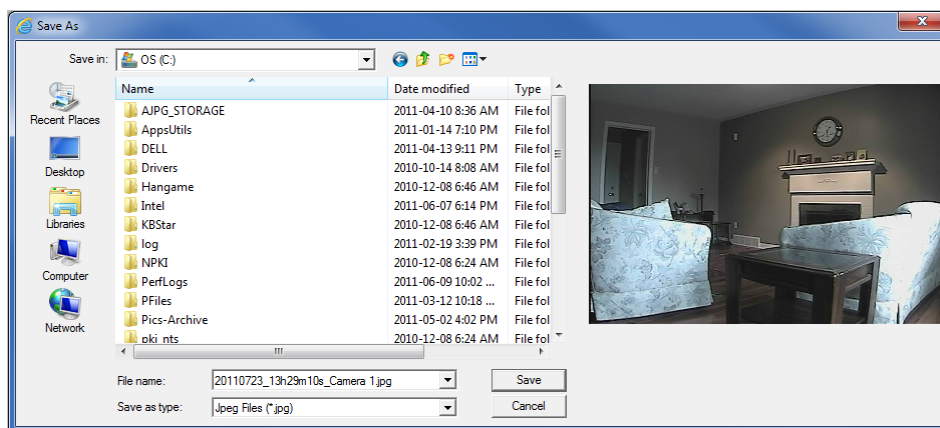 Save As
x
Save in: OS (C:)
Name Date modified Type
AJPG_STORAGE 2011-04-10 8:36 AM File fol
AppsUtils 2011-01-14 7:10 PM File fol
DELL 2011-04-13 9:11 PM File fol
Drivers 2010-10-14 8:08 AM File fol
Hangame 2010-12-08 6:46 AM File fol
Intel 2011-06-07 6:14 PM File fol
KBStar 2010-12-08 6:46 AM File fol
log 2011-02-19 3:39 PM File fol
NPKI 2010-12-08 6:24 AM File fol
PerfLogs 2011-06-09 10:02 ... File fol
PFiles 2011-03-12 10:18 ... File fol
Pics-Archive 2011-05-02 4:02 PM File fol
pki_nts 2010-12-08 6:24 AM File fol
Recent Places
Desktop
Libraries
Computer
Network
File name: 20110723_13h29m10s_Camera 1.jpg Save
Save as type: Jpeg Files (*.jpg) Cancel